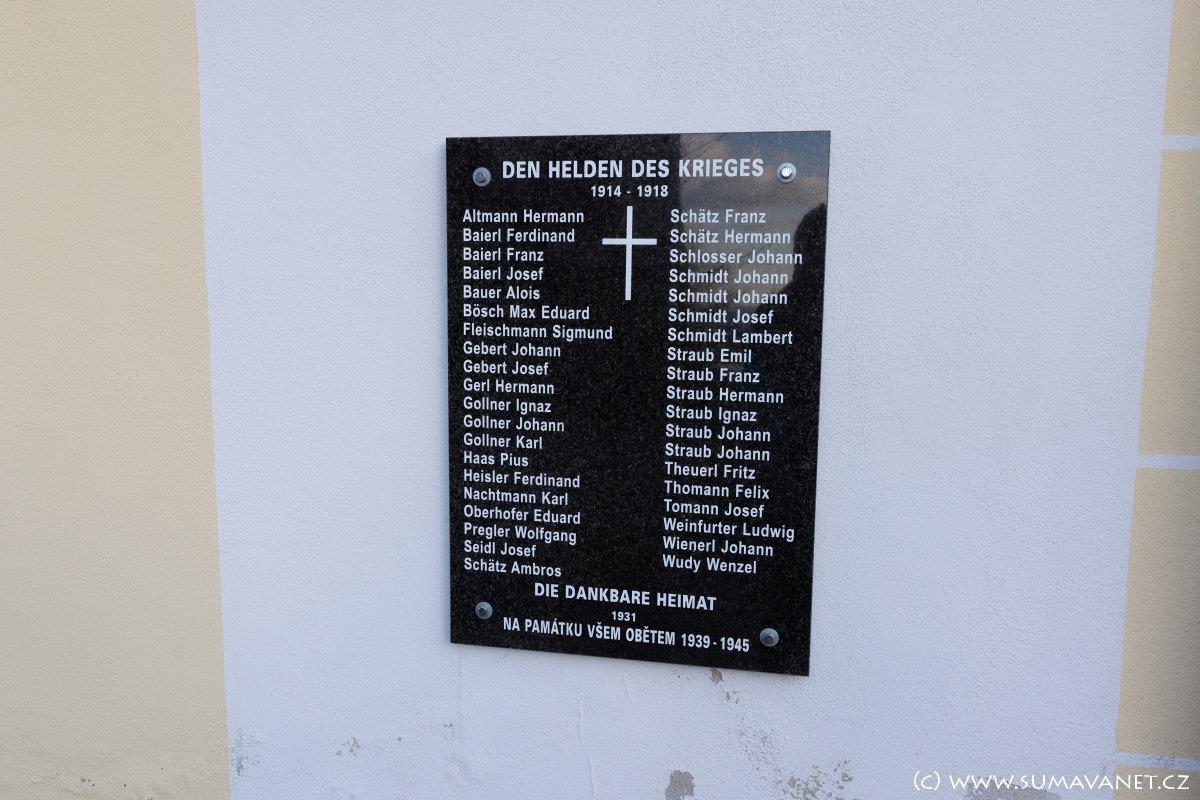 DEN HELDEN DES KRIEGES
1914 - 1918
Altmann Hermann
Baierl Ferdinand
Baierl Franz
Baierl Josef
Bauer Alois
Bösch Max Eduard
Fleischmann Sigmund
Gebert Johann
Gebert Josef
Gerl Hermann
Gollner Ignaz
Gollner Johann
Gollner Karl
Haas Pius
Heisler Ferdinand
Nachtmann Karl
Oberhofer Eduard
Pregler Wolfgang
Seidl Josef
Schätz Ambros
Schätz Franz
Schätz Hermann
Schlosser Johann
Schmidt Johann
Schmidt Johann
Schmidt Josef
Schmidt Lambert
Straub Emil
Straub Franz
Straub Hermann
Straub Ignaz
Straub Johann
Straub Johann
Theuerl Fritz
Thomann Felix
Tomann Josef
Weinfurter Ludwig
Wienerl Johann
Wudy Wenzel
DIE DANKBARE HEIMAT
1931
NA PAMÁTKU VŠEM OBĚTEM 1939 - 1945
(C) WWW.SUMAVANET.CZ